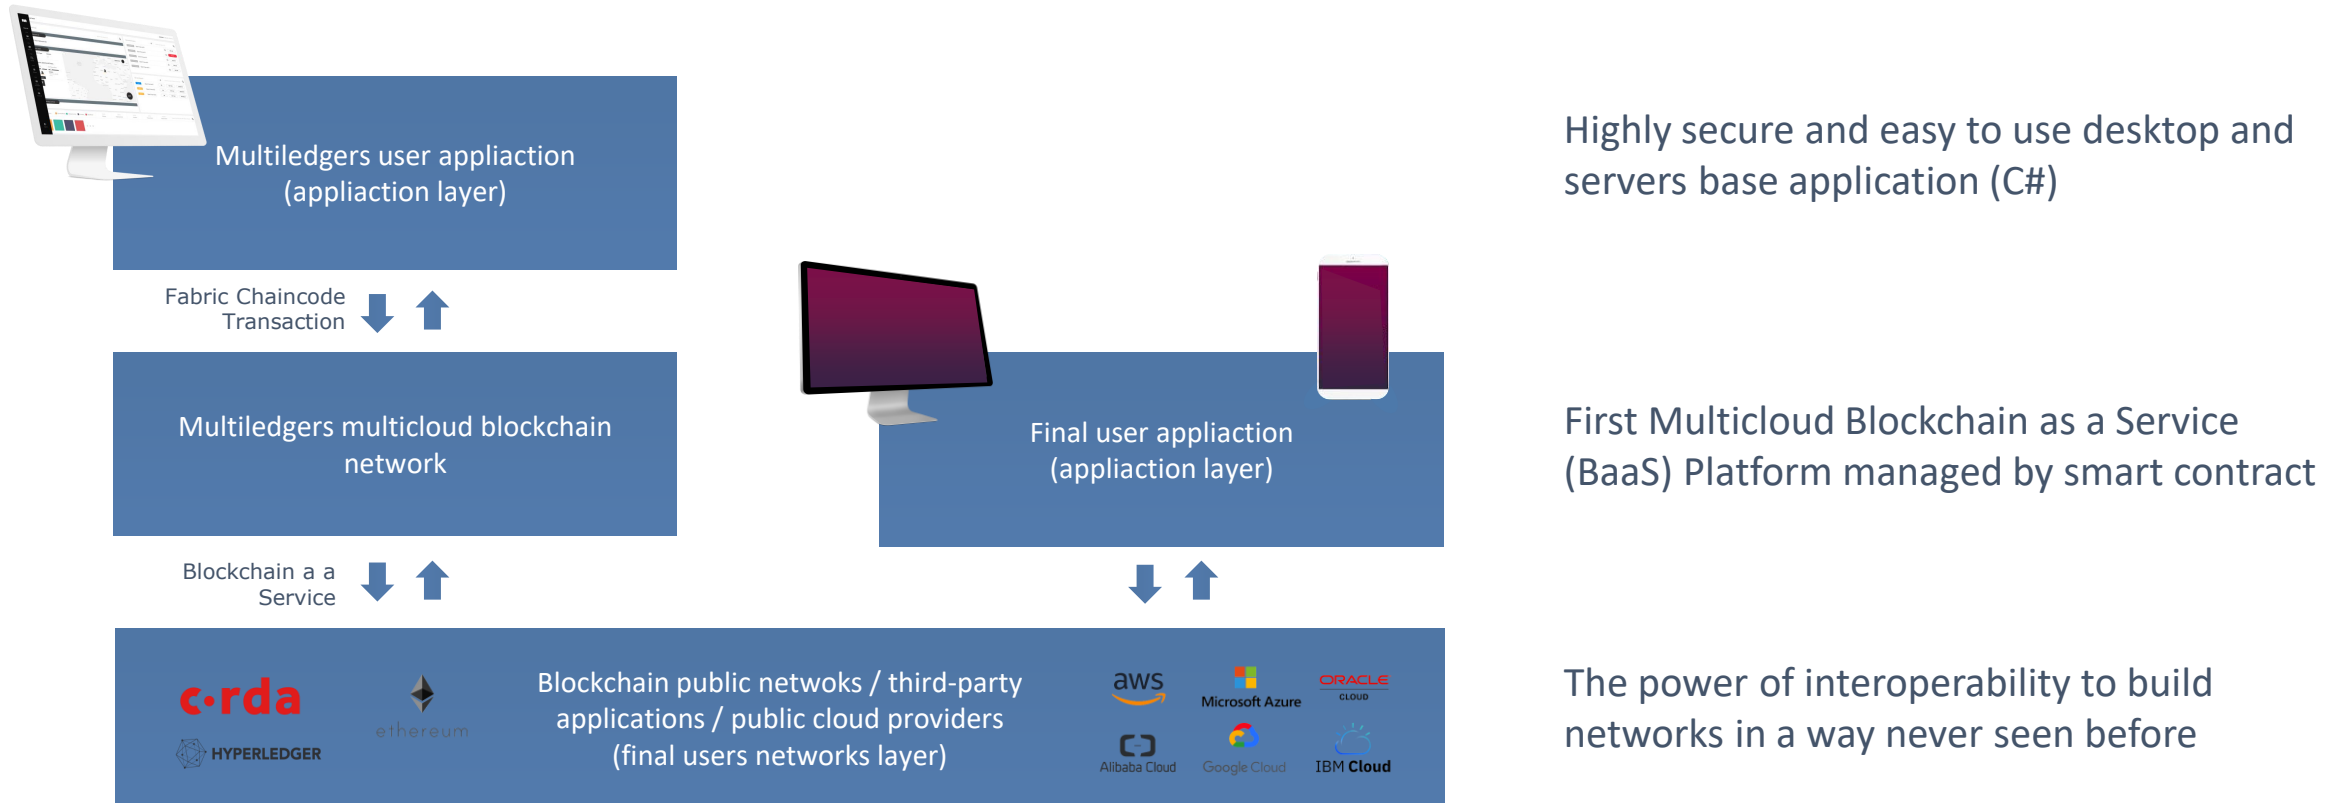 Multiledgers user appliaction
(appliaction layer)
Highly secure and easy to use desktop and
servers base application (C#)
Fabric Chaincode
Transaction
Multiledgers multicloud blockchain
network
Final user appliaction
(appliaction layer)
First Multicloud Blockchain as a Service
(BaaS) Platform managed by smart contract
Blockchain a a
Service
c·rda
ethereum
HYPERLEDGER
Blockchain public netwoks / third-party
applications / public cloud providers
(final users networks layer)
aws
Microsoft Azure
ORACLE
CLOUD
Alibaba Cloud
Google Cloud
IBM Cloud
The power of interoperability to build
networks in a way never seen before